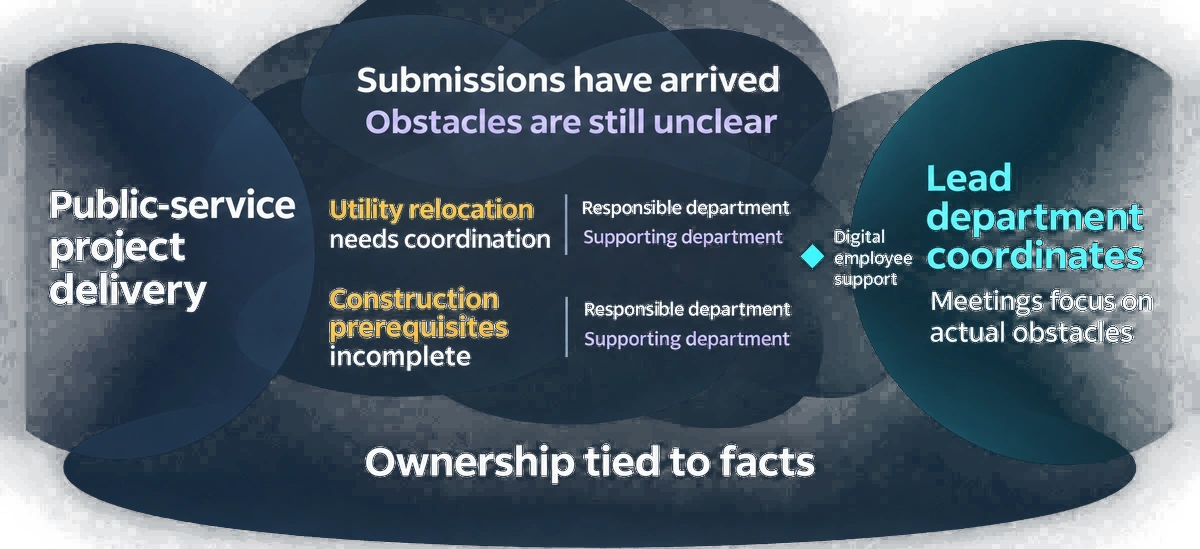 Submissions have arrived
Obstacles are still unclear
Public-service
project
delivery
Utility relocation
needs coordination
Responsible department
Supporting department
Construction
prerequisites
incomplete
Responsible department
Supporting department
Digital
employee
support
Lead
department
coordinates
Meetings focus on
actual obstacles
Ownership tied to facts